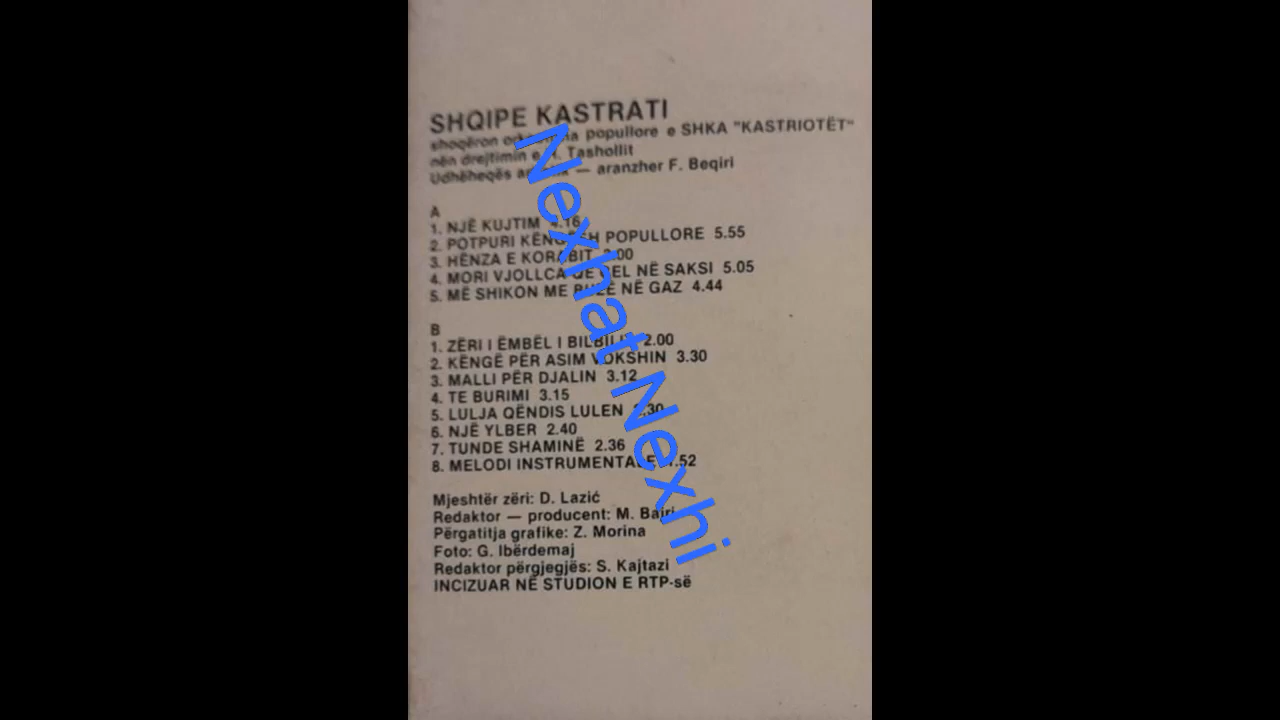 SHQIPE KASTRATI
shoqëron popullore e SHKA "KASTRIOTËT"
nën drejtimin e Tashollit
Udhëheqës — aranzher F. Beqiri
A
1. NJË KUJTIM 4.16
2. POTPURI KËNGËSH POPULLORE 5.55
3. HËNZA E KORABIT
4. MORI VJOLLCA QË DEL NË SAKSI 5.05
5. MË SHIKON ME BUZË NË GAZ 4.44
B
1. ZËRI I ËMBËL I BILBILIT 2.00
2. KËNGË PËR ASIM VOKSHIN 3.30
3. MALLI PËR DJALIN 3.12
4. TE BURIMI 3.15
5. LULJA QËNDIS LULEN
6. NJË YLBER 2.40
7. TUNDE SHAMINË 2.36
8. MELODI INSTRUMENTALE
Mjeshtër zëri: D. Lazić
Redaktor — producent: M. Bajri
Përgatitja grafike: Z. Morina
Foto: G. Ibërdemaj
Redaktor përgjegjës: S. Kajtazi
INCIZUAR NË STUDION E RTP-së
Nexhat Nexhi